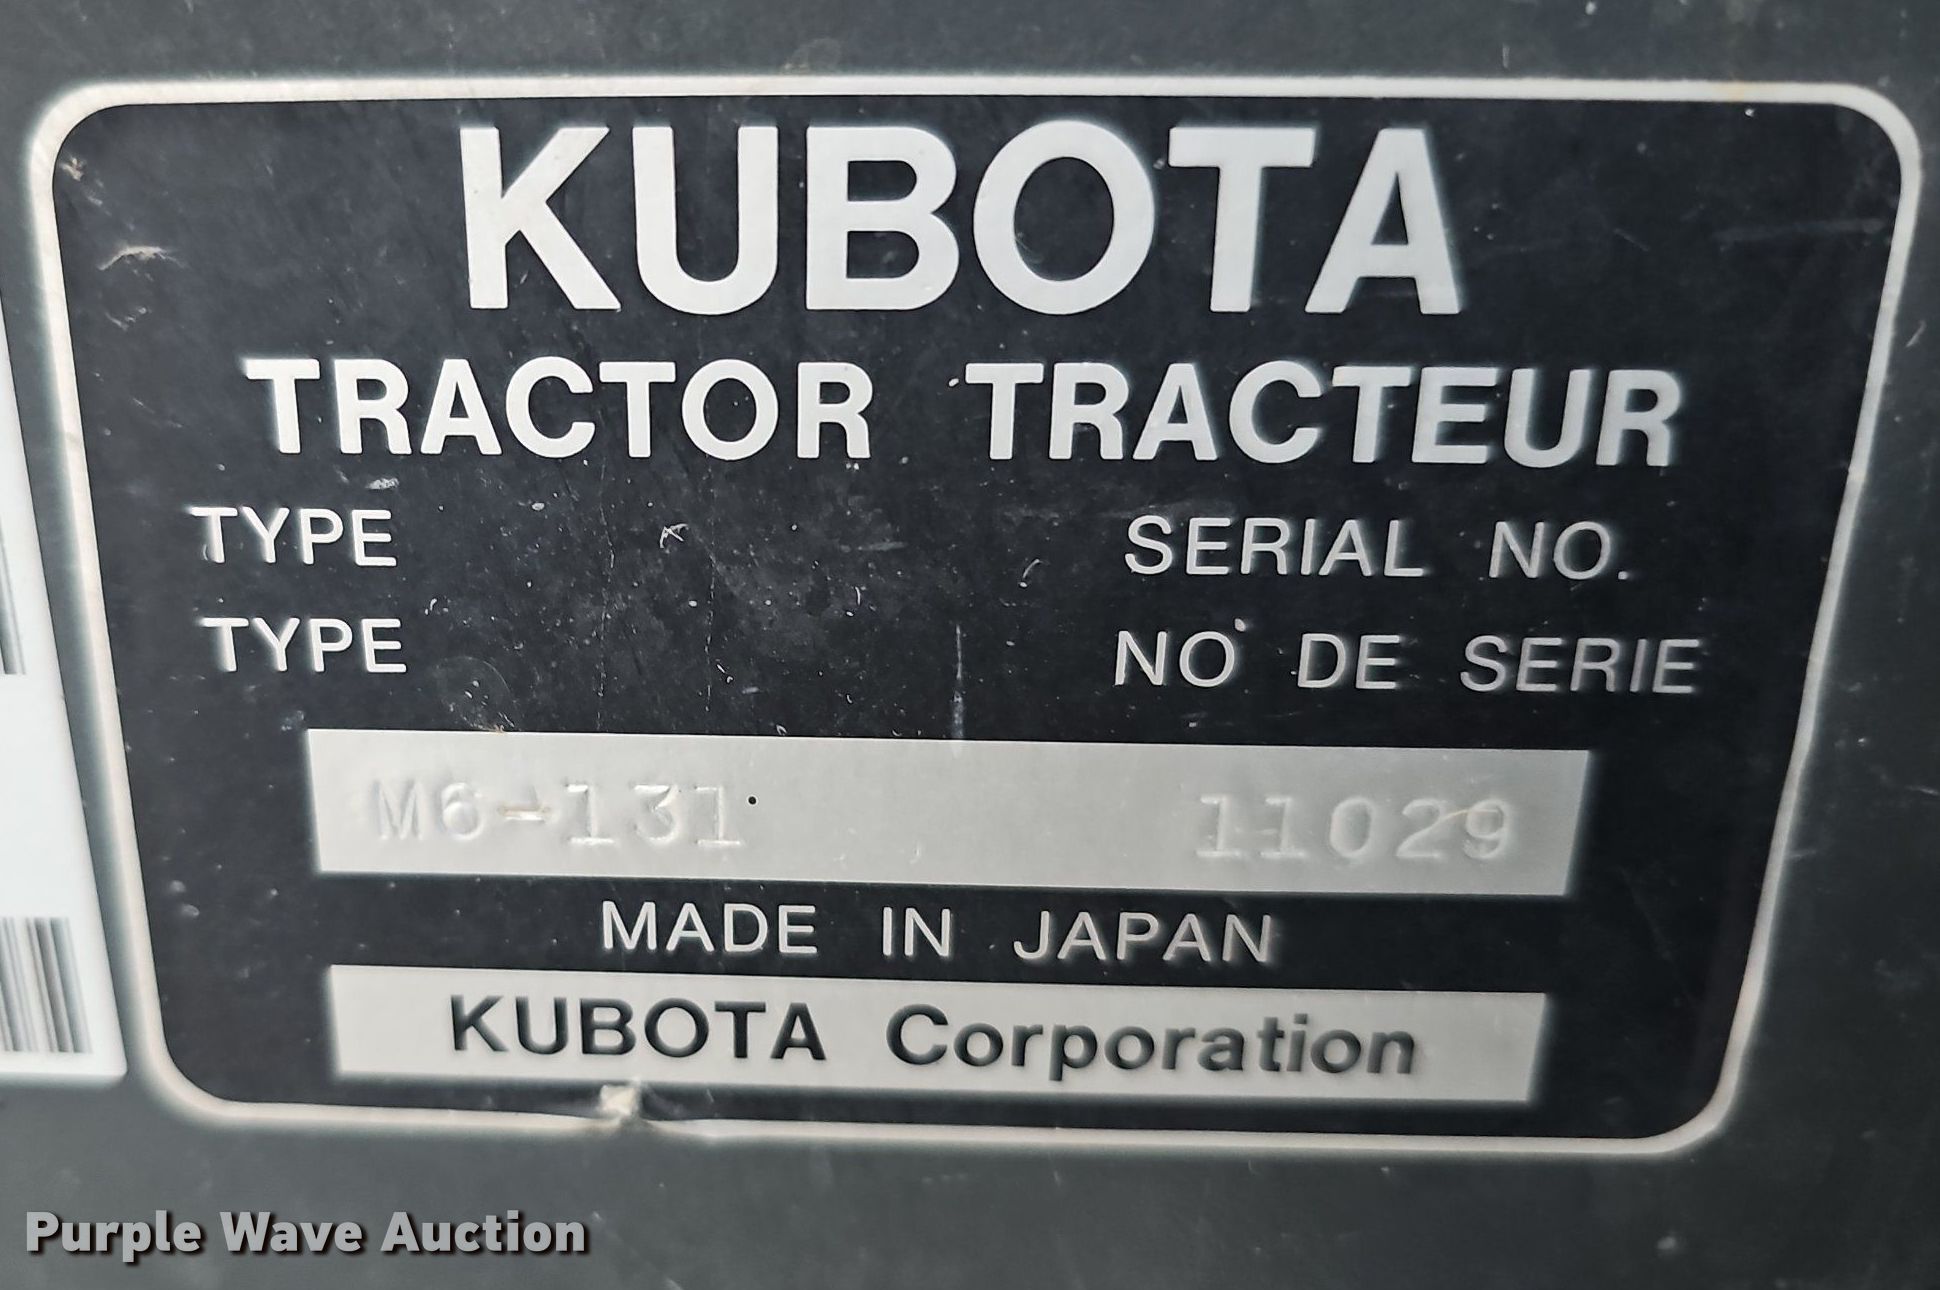 KUBOTA
TRACTOR TRACTEUR
TYPE SERIAL NO.
TYPE NO DE SERIE
M6-131 11029
MADE IN JAPAN
KUBOTA Corporation
Purple Wave Auction